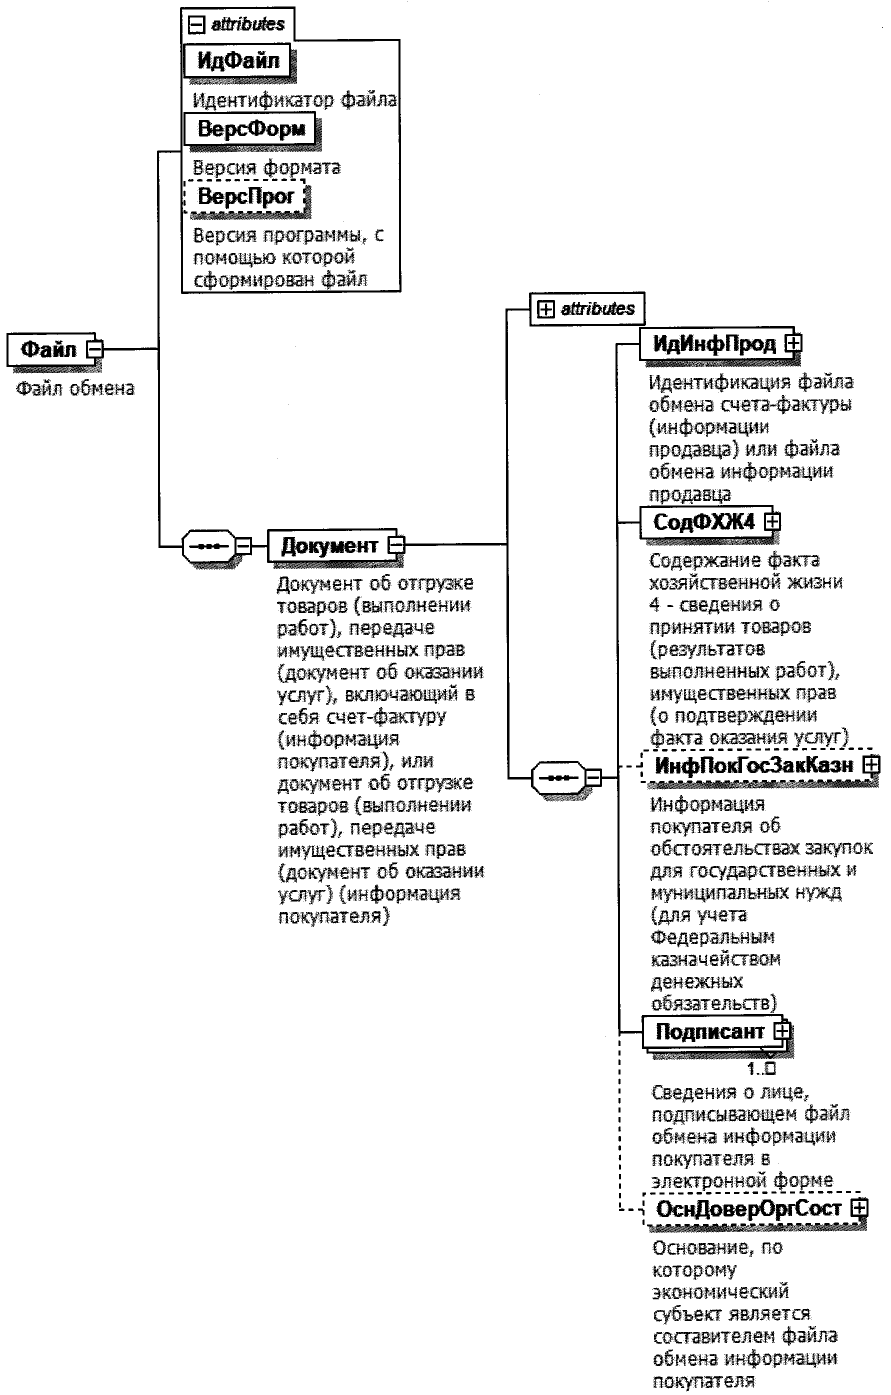 attributes
ИдФайл
Идентификатор файла
ВерсФорм
Версия формата
ВерсПрог
Версия программы, с
помощью которой
сформирован файл
Файл
Файл обмена
Документ
Документ об отгрузке
товаров (выполнении
работ), передаче
имущественных прав
(документ об оказании
услуг), включающий в
себя счет-фактуру
(информация
покупателя), или
документ об отгрузке
товаров (выполнении
работ), передаче
имущественных прав
(документ об оказании
услуг) (информация
покупателя)
attributes
ИдИнфПрод
Идентификация файла
обмена счета-фактуры
(информации
продавца) или файла
обмена информации
продавца
СодФХЖ4
Содержание факта
хозяйственной жизни
4 - сведения о
принятии товаров
(результатов
выполненных работ),
имущественных прав
(о подтверждении
факта оказания услуг)
ИнфПокГосЗакКазн
Информация
покупателя об
обстоятельствах закупок
для государственных и
муниципальных нужд
(для учета
Федеральным
казначейством
денежных
обязательств)
Подписант
1..□
Сведения о лице,
подписывающем файл
обмена информации
покупателя в
электронной форме
ОснДоверОргСост
Основание, по
которому
экономический
субъект является
составителем файла
обмена информации
покупателя